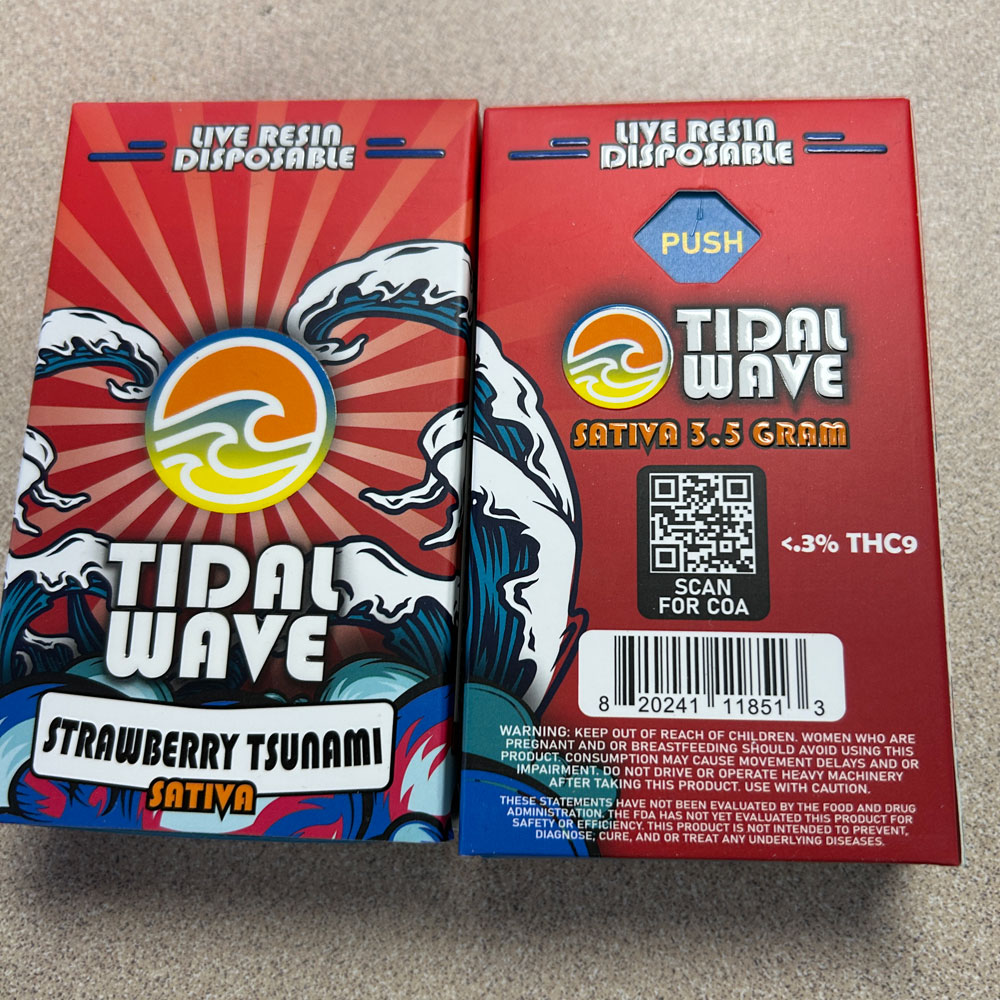 LIVE RESIN
DISPOSABLE
TIDAL
WAVE
STRAWBERRY TSUNAMI
SATIVA
LIVE RESIN
DISPOSABLE
PUSH
TIDAL
WAVE
SATIVA 3.5 GRAM
<.3% THC9
SCAN
FOR COA
8 20241 11851 3
WARNING: KEEP OUT OF REACH OF CHILDREN. WOMEN WHO ARE
PREGNANT AND OR BREASTFEEDING SHOULD AVOID USING THIS
PRODUCT. CONSUMPTION MAY CAUSE MOVEMENT DELAYS AND OR
IMPAIRMENT. DO NOT DRIVE OR OPERATE HEAVY MACHINERY
AFTER TAKING THIS PRODUCT. USE WITH CAUTION.
THESE STATEMENTS HAVE NOT BEEN EVALUATED BY THE FOOD AND DRUG
ADMINISTRATION. THE FDA HAS NOT YET EVALUATED THIS PRODUCT FOR
SAFETY OR EFFICIENCY. THIS PRODUCT IS NOT INTENDED TO PREVENT,
DIAGNOSE, CURE, AND OR TREAT ANY UNDERLYING DISEASES.